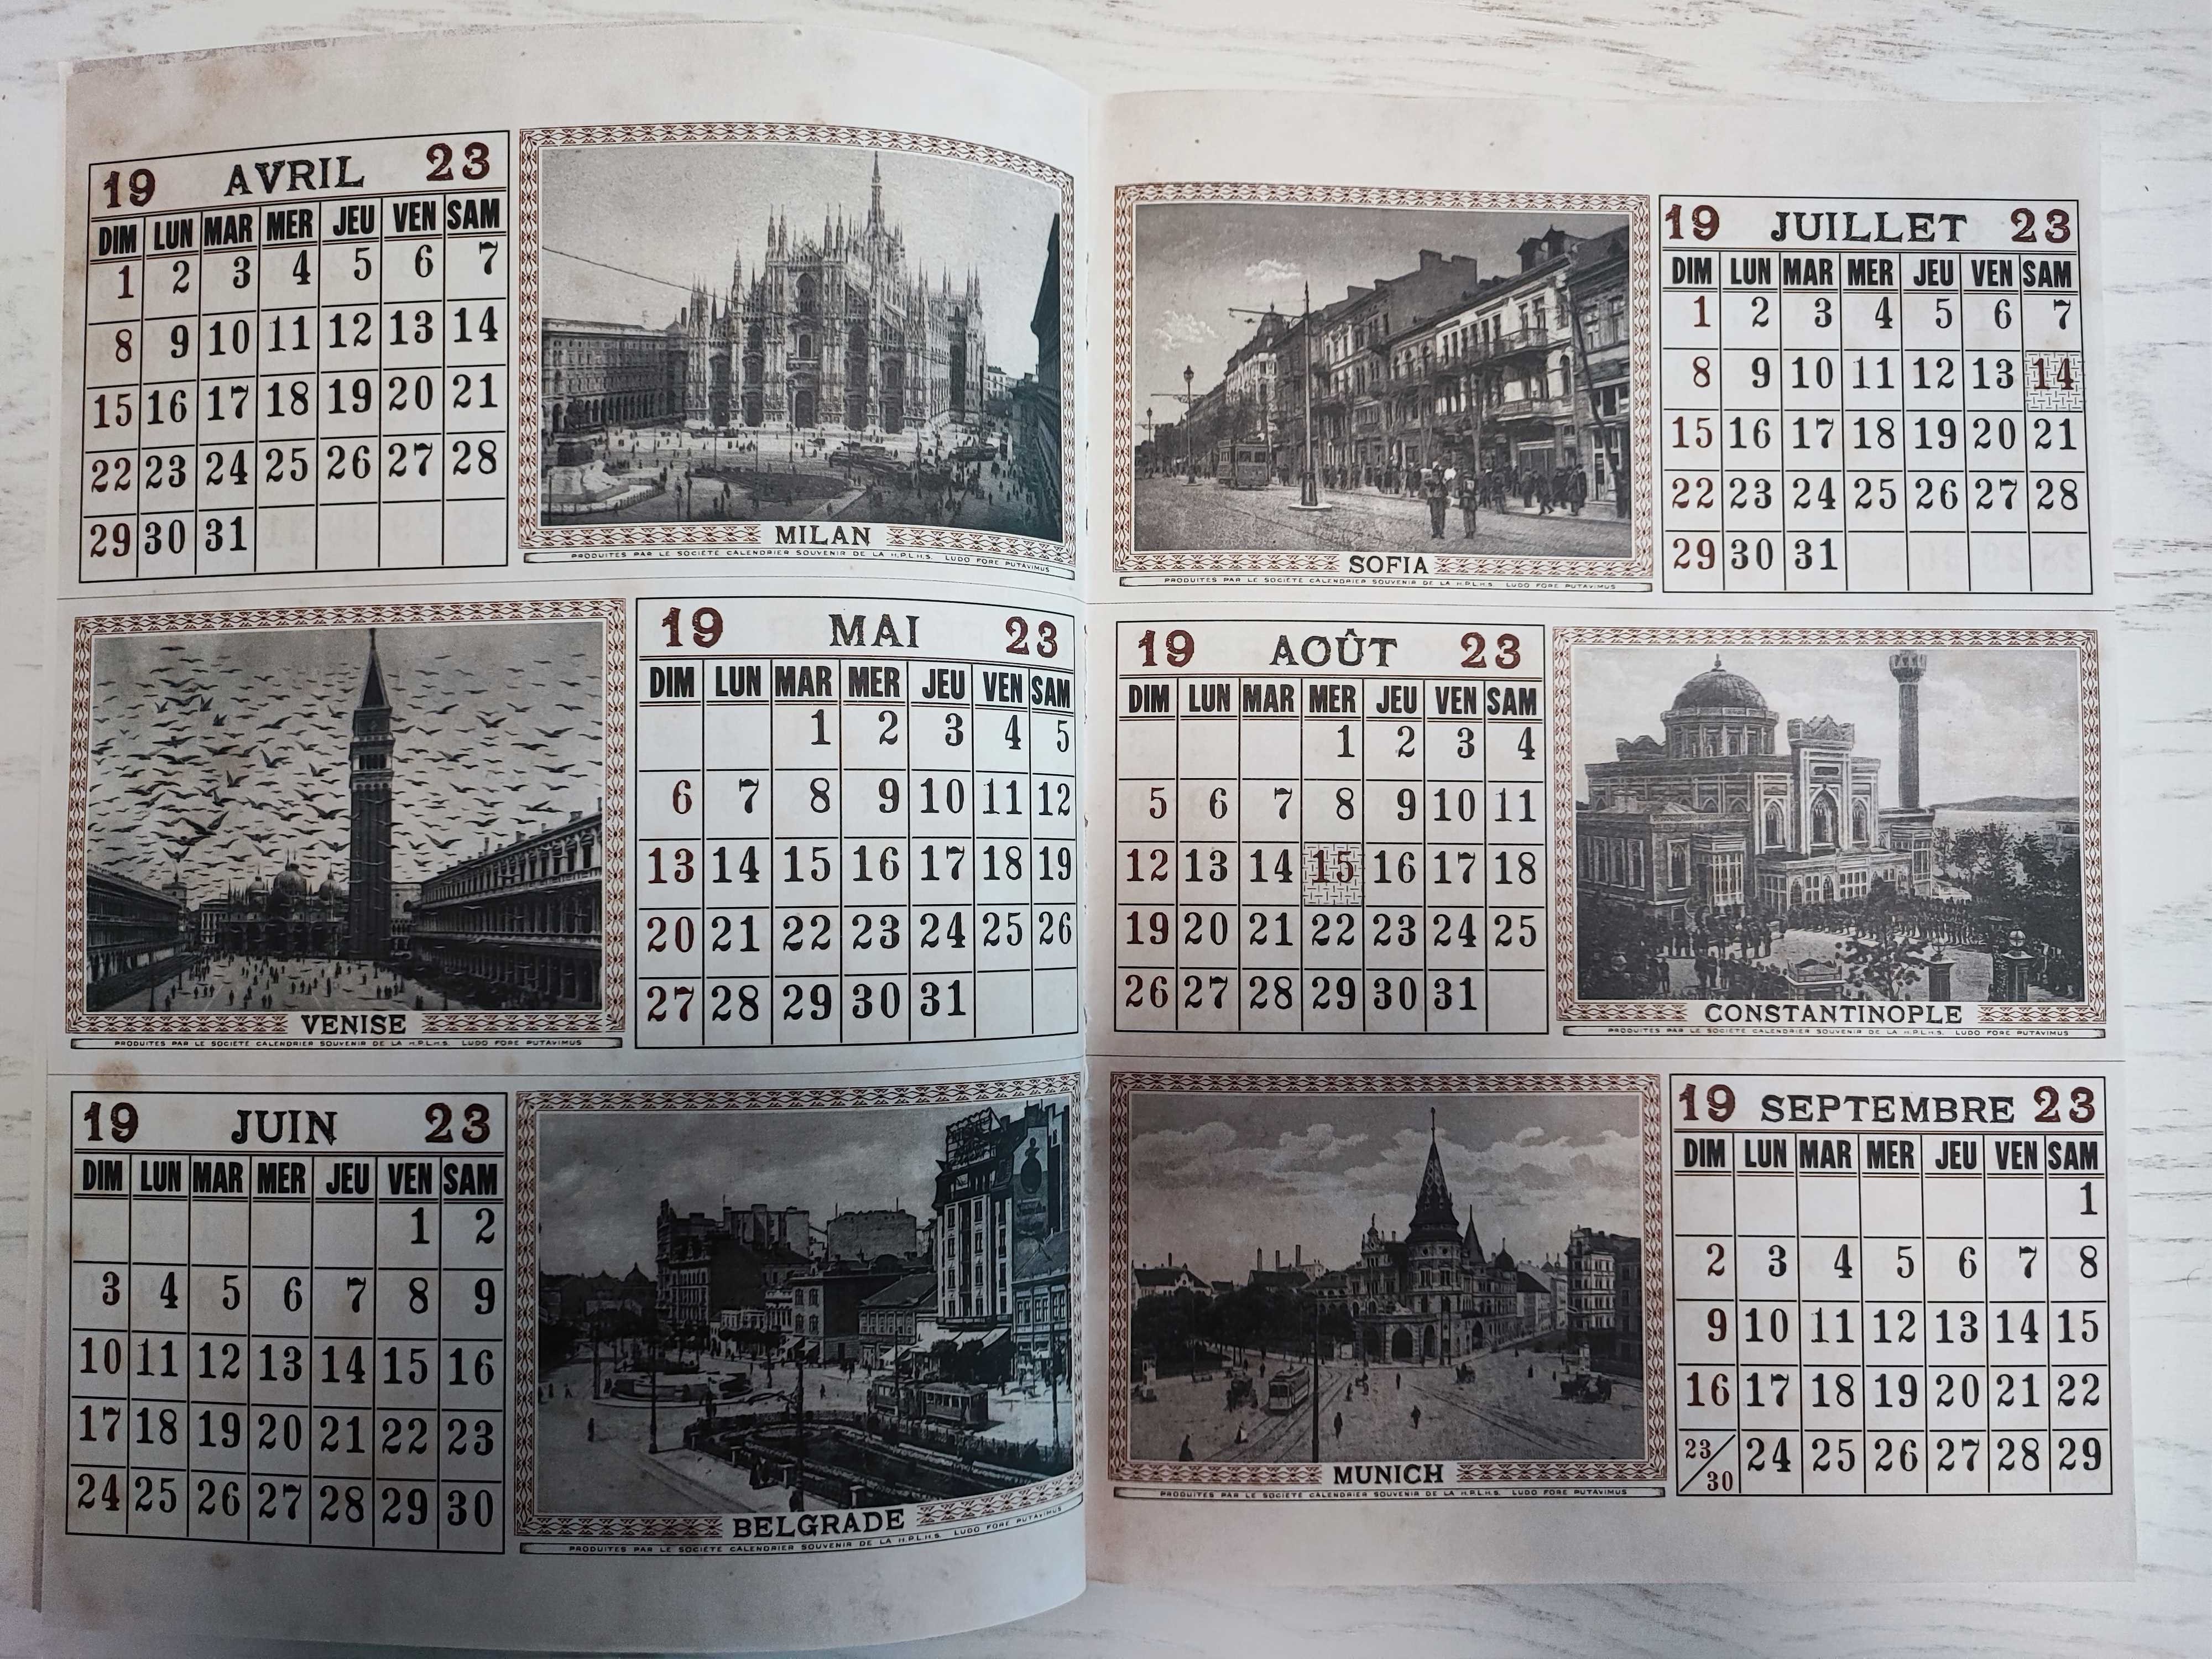 19 AVRIL 23
DIM LUN MAR MER JEU VEN SAM
1 2 3 4 5 6 7
8 9 10 11 12 13 14
15 16 17 18 19 20 21
22 23 24 25 26 27 28
29 30 31
MILAN
PRODUITES PAR LE SOCIÉTÉ CALENDRIER SOUVENIR DE LA H.P.L.H.S. LUDO FORE PUTAVIMUS
VENISE
PRODUITES PAR LE SOCIÉTÉ CALENDRIER SOUVENIR DE LA H.P.L.H.S. LUDO FORE PUTAVIMUS
19 MAI 23
DIM LUN MAR MER JEU VEN SAM
1 2 3 4 5
6 7 8 9 10 11 12
13 14 15 16 17 18 19
20 21 22 23 24 25 26
27 28 29 30 31
19 JUIN 23
DIM LUN MAR MER JEU VEN SAM
1 2
3 4 5 6 7 8 9
10 11 12 13 14 15 16
17 18 19 20 21 22 23
24 25 26 27 28 29 30
BELGRADE
PRODUITES PAR LE SOCIÉTÉ CALENDRIER SOUVENIR DE LA H.P.L.H.S. LUDO FORE PUTAVIMUS
SOFIA
PRODUITES PAR LE SOCIÉTÉ CALENDRIER SOUVENIR DE LA H.P.L.H.S. LUDO FORE PUTAVIMUS
19 JUILLET 23
DIM LUN MAR MER JEU VEN SAM
1 2 3 4 5 6 7
8 9 10 11 12 13 14
15 16 17 18 19 20 21
22 23 24 25 26 27 28
29 30 31
19 AOÛT 23
DIM LUN MAR MER JEU VEN SAM
1 2 3 4
5 6 7 8 9 10 11
12 13 14 15 16 17 18
19 20 21 22 23 24 25
26 27 28 29 30 31
CONSTANTINOPLE
PRODUITES PAR LE SOCIÉTÉ CALENDRIER SOUVENIR DE LA H.P.L.H.S. LUDO FORE PUTAVIMUS
MUNICH
PRODUITES PAR LE SOCIÉTÉ CALENDRIER SOUVENIR DE LA H.P.L.H.S. LUDO FORE PUTAVIMUS
19 SEPTEMBRE 23
DIM LUN MAR MER JEU VEN SAM
1
2 3 4 5 6 7 8
9 10 11 12 13 14 15
16 17 18 19 20 21 22
23/30 24 25 26 27 28 29